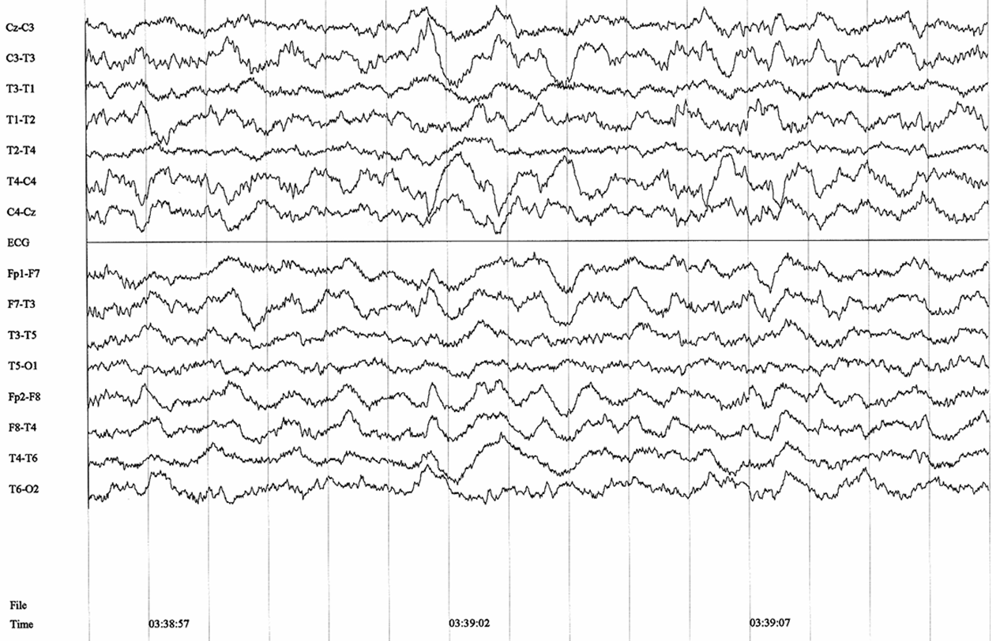 Cz-C3
C3-T3
T3-T1
T1-T2
T2-T4
T4-C4
C4-Cz
ECG
Fp1-F7
F7-T3
T3-T5
T5-O1
Fp2-F8
F8-T4
T4-T6
T6-O2
File
Time 03:38:57 03:39:02 03:39:07